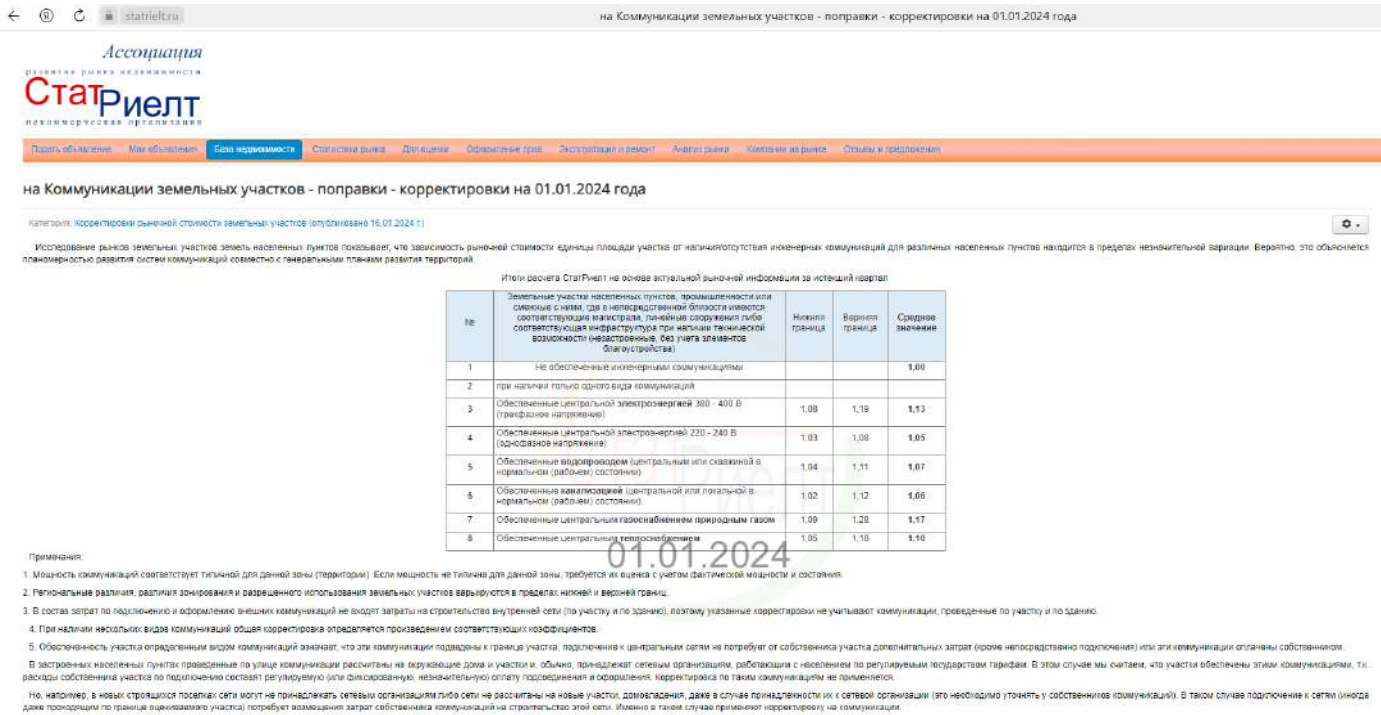 statrielt.ru
на Коммуникации земельных участков - поправки - корректировки на 01.01.2024 года
Ассоциация
развития рынка недвижимости
СтатРиелт
некоммерческая организация
Подать объявление Мои объявления База недвижимости Статистика рынка Для оценки Оформление прав Эксплуатация и ремонт Анализ рынка Компании на рынке Отзывы и предложения
на Коммуникации земельных участков - поправки - корректировки на 01.01.2024 года
Категория: Корректировки рыночной стоимости земельных участков (опубликовано 16.01.2024 г.)
Исследование рынков земельных участков земель населенных пунктов показывает, что зависимость рыночной стоимости единицы площади участка от наличия/отсутствия инженерных коммуникаций для различных населенных пунктов находится в пределах незначительной вариации. Вероятно, это объясняется
планомерностью развития систем коммуникаций совместно с генеральными планами развития территорий.
Итоги расчета СтатРиелт на основе актуальной рыночной информации за истекший квартал
№
Земельные участки населенных пунктов, промышленности или
смежные с ними, где в непосредственной близости имеются
соответствующие магистрали, линейные сооружения либо
соответствующая инфраструктура при наличии технической
возможности (незастроенные, без учета элементов
благоустройства)
Нижняя
граница
Верхняя
граница
Среднее
значение
1 Не обеспеченные инженерными коммуникациями 1,00
2 при наличии только одного вида коммуникаций:
3 Обеспеченные центральной электроэнергией 380 - 400 В
(трехфазное напряжение) 1,08 1,19 1,13
4 Обеспеченные центральной электроэнергией 220 - 240 В
(однофазное напряжение) 1,03 1,08 1,05
5 Обеспеченные водопроводом (центральным или скважиной в
нормальном (рабочем) состоянии) 1,04 1,11 1,07
6 Обеспеченные канализацией (центральной или локальной в
нормальном (рабочем) состоянии). 1,02 1,12 1,06
7 Обеспеченные центральным газоснабжением природным газом 1,09 1,28 1,17
8 Обеспеченные центральным теплоснабжением. 1,05 1,18 1,10
01.01.2024
Примечания:
1. Мощность коммуникаций соответствует типичной для данной зоны (территории). Если мощность не типична для данной зоны, требуется их оценка с учетом фактической мощности и состояния.
2. Региональные различия, различия зонирования и разрешенного использования земельных участков варьируются в пределах нижней и верхней границ.
3. В состав затрат по подключению и оформлению внешних коммуникаций не входят затраты на строительство внутренней сети (по участку и по зданию), поэтому указанные корректировки не учитывают коммуникации, проведенные по участку и по зданию.
4. При наличии нескольких видов коммуникаций общая корректировка определяется произведением соответствующих коэффициентов.
5. Обеспеченность участка определенным видом коммуникаций означает, что эти коммуникации подведены к границе участка, подключение к центральным сетям не потребует от собственника участка дополнительных затрат (кроме непосредственно подключения) или эти коммуникации оплачены собственником.
В застроенных населенных пунктах проведенные по улице коммуникации рассчитаны на окружающие дома и участки и, обычно, принадлежат сетевым организациям, работающим с населением по регулируемым государством тарифам. В этом случае мы считаем, что участки обеспечены этими коммуникациями, т.к.
расходы собственника участка по подключению составят регулируемую (или фиксированную, незначительную) оплату подсоединения и оформления. Корректировка по таким коммуникациям не применяется.
Но, например, в новых строящихся поселках сети могут не принадлежать сетевым организациям либо сети не рассчитаны на новые участки, домовладения, даже в случае принадлежности их к сетевой организации (это необходимо уточнять у собственников коммуникаций). В таком случае подключение к сетям (иногда
даже проходящим по границе оцениваемого участка) потребует возмещения затрат собственника коммуникаций на строительство этой сети. Именно в таком случае применяют корректировку на коммуникации.